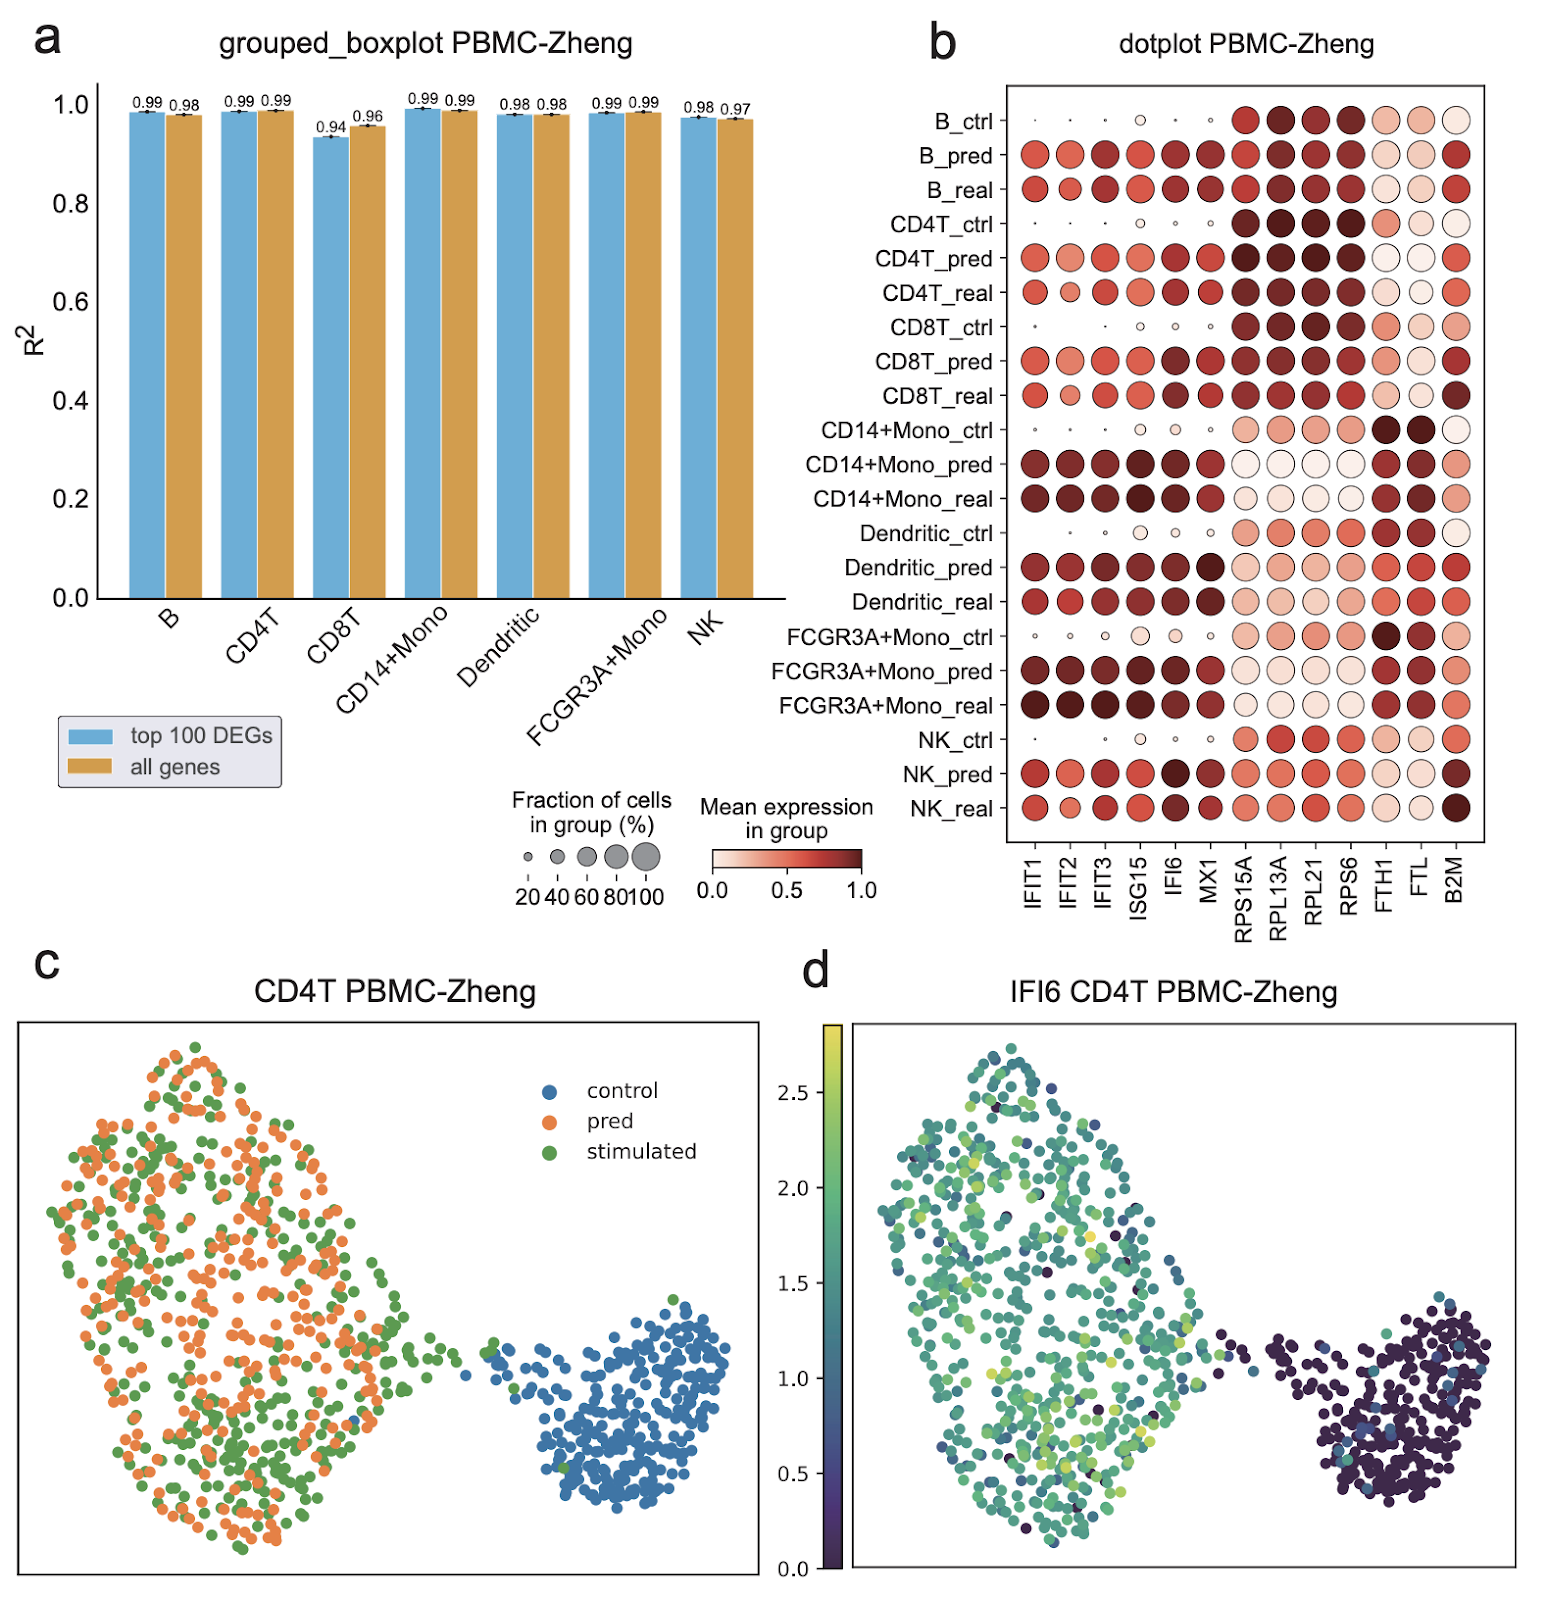 a
grouped_boxplot PBMC-Zheng
R2
1.0
0.8
0.6
0.4
0.2
0.0
0.99 0.98 0.99 0.99 0.94 0.96 0.99 0.99 0.98 0.98 0.99 0.99 0.98 0.97
B CD4T CD8T CD14+Mono Dendritic FCGR3A+Mono NK
top 100 DEGs
all genes
b
dotplot PBMC-Zheng
B_ctrl
B_pred
B_real
CD4T_ctrl
CD4T_pred
CD4T_real
CD8T_ctrl
CD8T_pred
CD8T_real
CD14+Mono_ctrl
CD14+Mono_pred
CD14+Mono_real
Dendritic_ctrl
Dendritic_pred
Dendritic_real
FCGR3A+Mono_ctrl
FCGR3A+Mono_pred
FCGR3A+Mono_real
NK_ctrl
NK_pred
NK_real
IFIT1 IFIT2 IFIT3 ISG15 IFI6 MX1 RPS15A RPL13A RPL21 RPS6 FTH1 FTL B2M
Fraction of cells
in group (%)
20 40 60 80 100
Mean expression
in group
0.0 0.5 1.0
c
CD4T PBMC-Zheng
control
pred
stimulated
d
IFI6 CD4T PBMC-Zheng
2.5
2.0
1.5
1.0
0.5
0.0